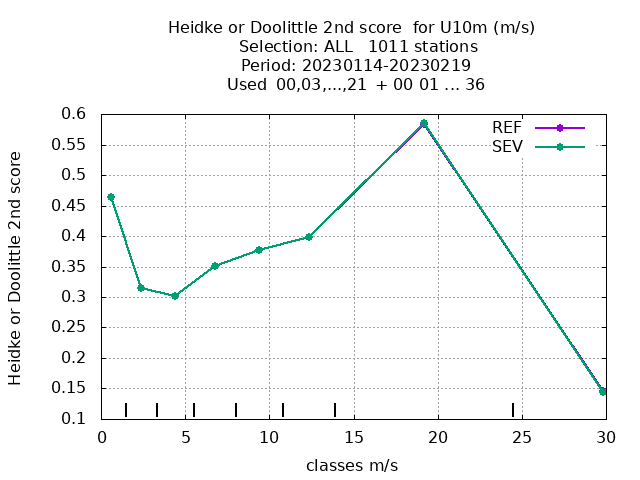 Heidke or Doolittle 2nd score  for U10m (m/s)
Selection: ALL   1011 stations
Period: 20230114-20230219
Used  00,03,...,21  + 00 01 ... 36
REF
SEV
Heidke or Doolittle 2nd score
0.6
0.55
0.5
0.45
0.4
0.35
0.3
0.25
0.2
0.15
0.1
0 5 10 15 20 25 30
classes m/s